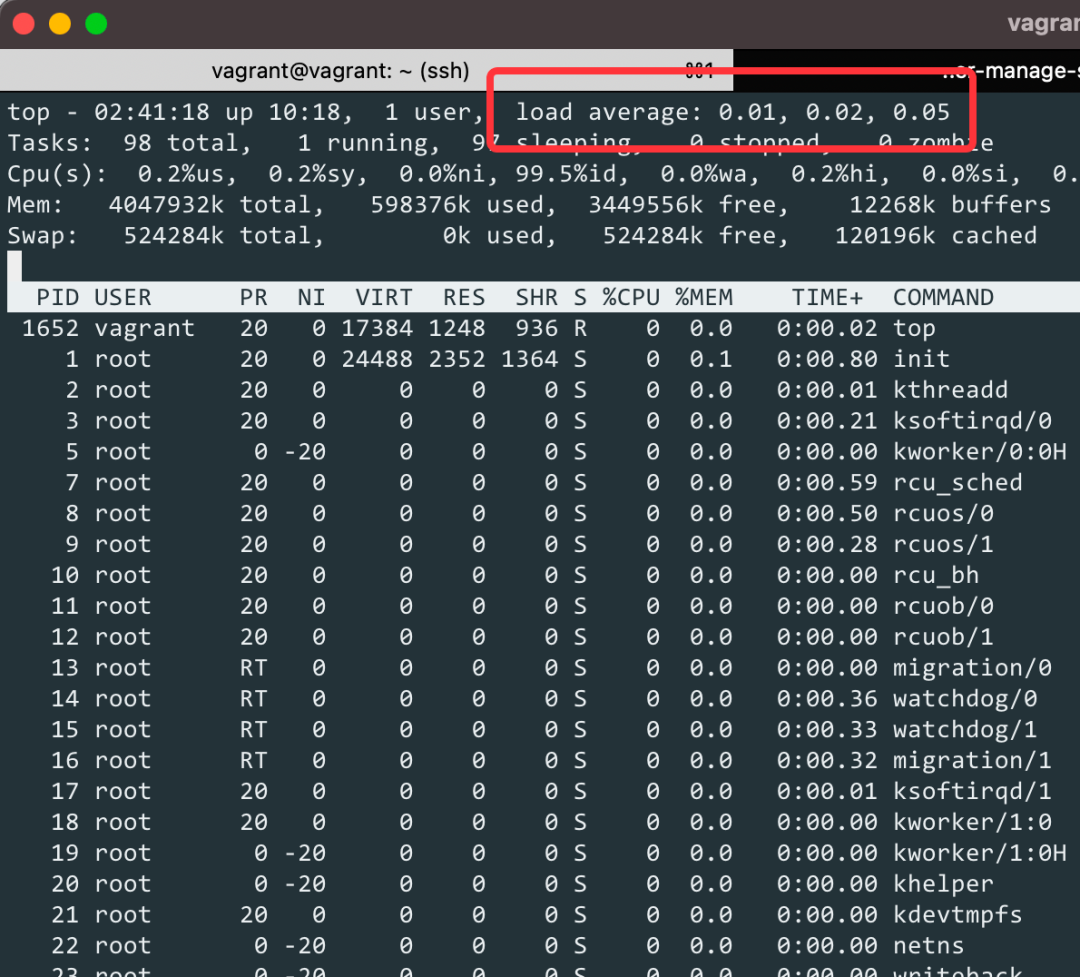 vagran
vagrant@vagrant: ~ (ssh) ⌘1 -manage-s
top - 02:41:18 up 10:18,  1 user,  load average: 0.01, 0.02, 0.05
Tasks:  98 total,   1 running,  97 sleeping,   0 stopped,   0 zombie
Cpu(s):  0.2%us,  0.2%sy,  0.0%ni, 99.5%id,  0.0%wa,  0.2%hi,  0.0%si,  0.
Mem:   4047932k total,   598376k used,  3449556k free,    12268k buffers
Swap:   524284k total,        0k used,   524284k free,   120196k cached
PID USER      PR  NI  VIRT  RES  SHR S %CPU %MEM    TIME+  COMMAND
1652 vagrant   20   0 17384 1248  936 R    0  0.0   0:00.02 top
1 root      20   0 24488 2352 1364 S    0  0.1   0:00.80 init
2 root      20   0     0    0    0 S    0  0.0   0:00.01 kthreadd
3 root      20   0     0    0    0 S    0  0.0   0:00.21 ksoftirqd/0
5 root       0 -20     0    0    0 S    0  0.0   0:00.00 kworker/0:0H
7 root      20   0     0    0    0 S    0  0.0   0:00.59 rcu_sched
8 root      20   0     0    0    0 S    0  0.0   0:00.50 rcuos/0
9 root      20   0     0    0    0 S    0  0.0   0:00.28 rcuos/1
10 root      20   0     0    0    0 S    0  0.0   0:00.00 rcu_bh
11 root      20   0     0    0    0 S    0  0.0   0:00.00 rcuob/0
12 root      20   0     0    0    0 S    0  0.0   0:00.00 rcuob/1
13 root      RT   0     0    0    0 S    0  0.0   0:00.00 migration/0
14 root      RT   0     0    0    0 S    0  0.0   0:00.36 watchdog/0
15 root      RT   0     0    0    0 S    0  0.0   0:00.33 watchdog/1
16 root      RT   0     0    0    0 S    0  0.0   0:00.32 migration/1
17 root      20   0     0    0    0 S    0  0.0   0:00.01 ksoftirqd/1
18 root      20   0     0    0    0 S    0  0.0   0:00.00 kworker/1:0
19 root       0 -20     0    0    0 S    0  0.0   0:00.00 kworker/1:0H
20 root       0 -20     0    0    0 S    0  0.0   0:00.00 khelper
21 root      20   0     0    0    0 S    0  0.0   0:00.00 kdevtmpfs
22 root       0 -20     0    0    0 S    0  0.0   0:00.00 netns
23 root       0 -20     0    0    0 S    0  0.0   0:00.00 writeback